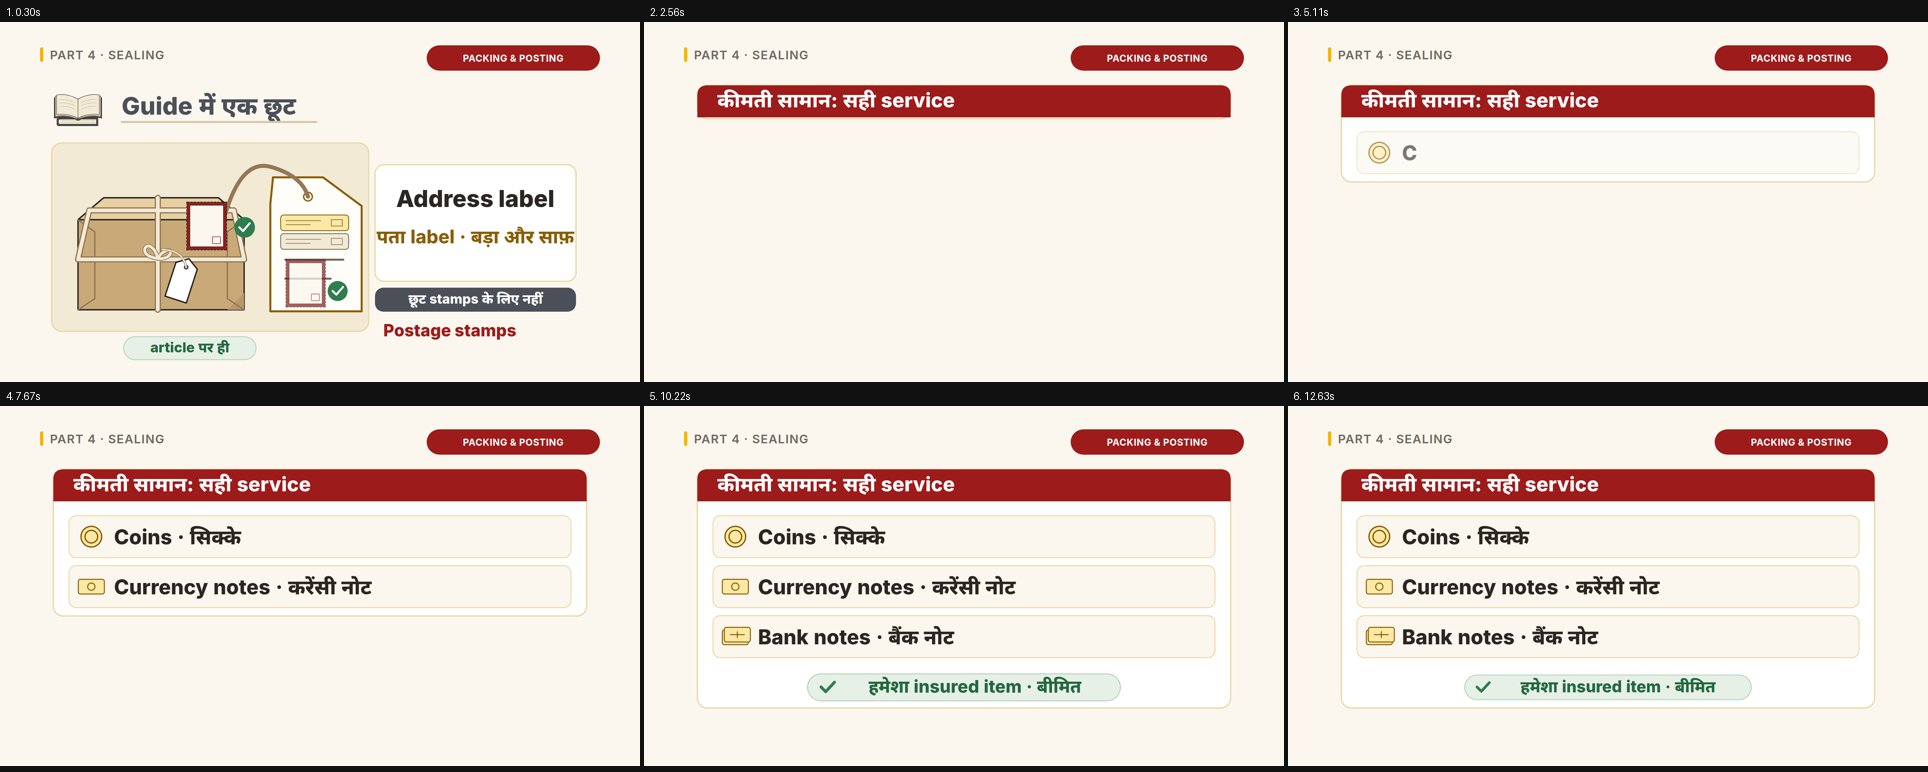 1. 0.30s
PART 4 · SEALING
PACKING & POSTING
Guide में एक छूट
Address label
पता label · बड़ा और साफ़
छूट stamps के लिए नहीं
Postage stamps
article पर ही
2. 2.56s
PART 4 · SEALING
PACKING & POSTING
कीमती सामान: सही service
3. 5.11s
PART 4 · SEALING
PACKING & POSTING
कीमती सामान: सही service
C
4. 7.67s
PART 4 · SEALING
PACKING & POSTING
कीमती सामान: सही service
Coins · सिक्के
Currency notes · करेंसी नोट
5. 10.22s
PART 4 · SEALING
PACKING & POSTING
कीमती सामान: सही service
Coins · सिक्के
Currency notes · करेंसी नोट
Bank notes · बैंक नोट
हमेशा insured item · बीमित
6. 12.63s
PART 4 · SEALING
PACKING & POSTING
कीमती सामान: सही service
Coins · सिक्के
Currency notes · करेंसी नोट
Bank notes · बैंक नोट
हमेशा insured item · बीमित